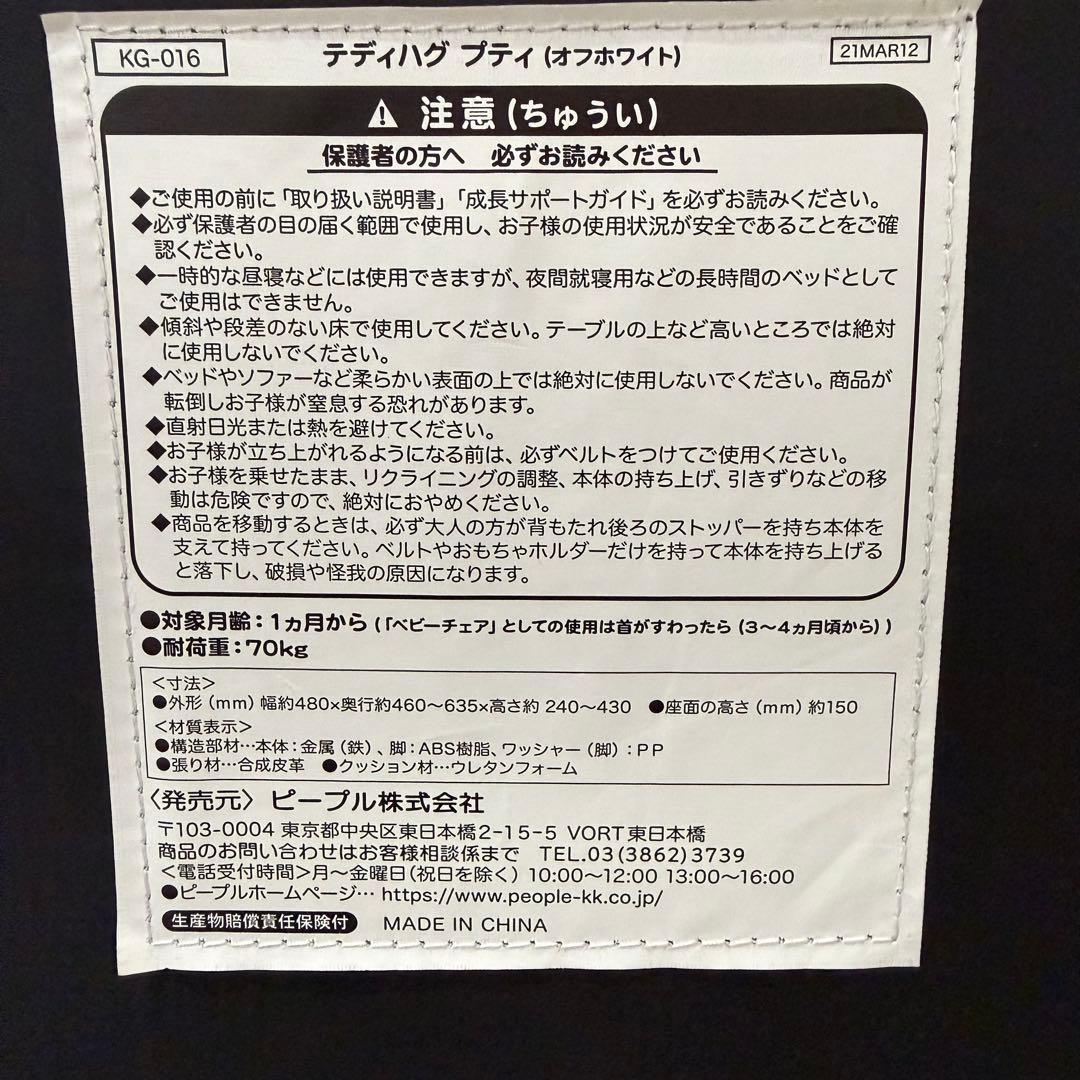 KG-016 テディハグ プティ (オフホワイト) 21MAR12
⚠ 注意(ちゅうい)
保護者の方へ 必ずお読みください
◆ご使用の前に「取り扱い説明書」「成長サポートガイド」を必ずお読みください。
◆必ず保護者の目の届く範囲で使用し、お子様の使用状況が安全であることをご確
認ください。
◆一時的な昼寝などには使用できますが、夜間就寝用などの長時間のベッドとして
ご使用はできません。
◆傾斜や段差のない床で使用してください。テーブルの上など高いところでは絶対
に使用しないでください。
◆ベッドやソファーなど柔らかい表面の上では絶対に使用しないでください。商品が
転倒しお子様が窒息する恐れがあります。
◆直射日光または熱を避けてください。
◆お子様が立ち上がれるようになる前は、必ずベルトをつけてご使用ください。
◆お子様を乗せたまま、リクライニングの調整、本体の持ち上げ、引きずりなどの移
動は危険ですので、絶対におやめください。
◆商品を移動するときは、必ず大人の方が背もたれ後ろのストッパーを持ち本体を
支えて持ってください。ベルトやおもちゃホルダーだけを持って本体を持ち上げる
と落下し、破損や怪我の原因になります。
●対象月齢：1ヵ月から (「ベビーチェア」としての使用は首がすわったら (3〜4ヵ月頃から))
●耐荷重：70kg
<寸法>
●外形 (mm) 幅約480×奥行約460〜635×高さ約 240〜430 ●座面の高さ (mm) 約150
<材質表示>
●構造部材…本体：金属 (鉄) 、脚：ABS樹脂、ワッシャー (脚) ：PP
●張り材…合成皮革 ●クッション材…ウレタンフォーム
〈発売元〉ピープル株式会社
〒103-0004 東京都中央区東日本橋2-15-5 VORT東日本橋
商品のお問い合わせはお客様相談係まで TEL.03(3862)3739
<電話受付時間>月〜金曜日(祝日を除く) 10:00〜12:00 13:00〜16:00
●ピープルホームページ… https://www.people-kk.co.jp/
生産物賠償責任保険付 MADE IN CHINA